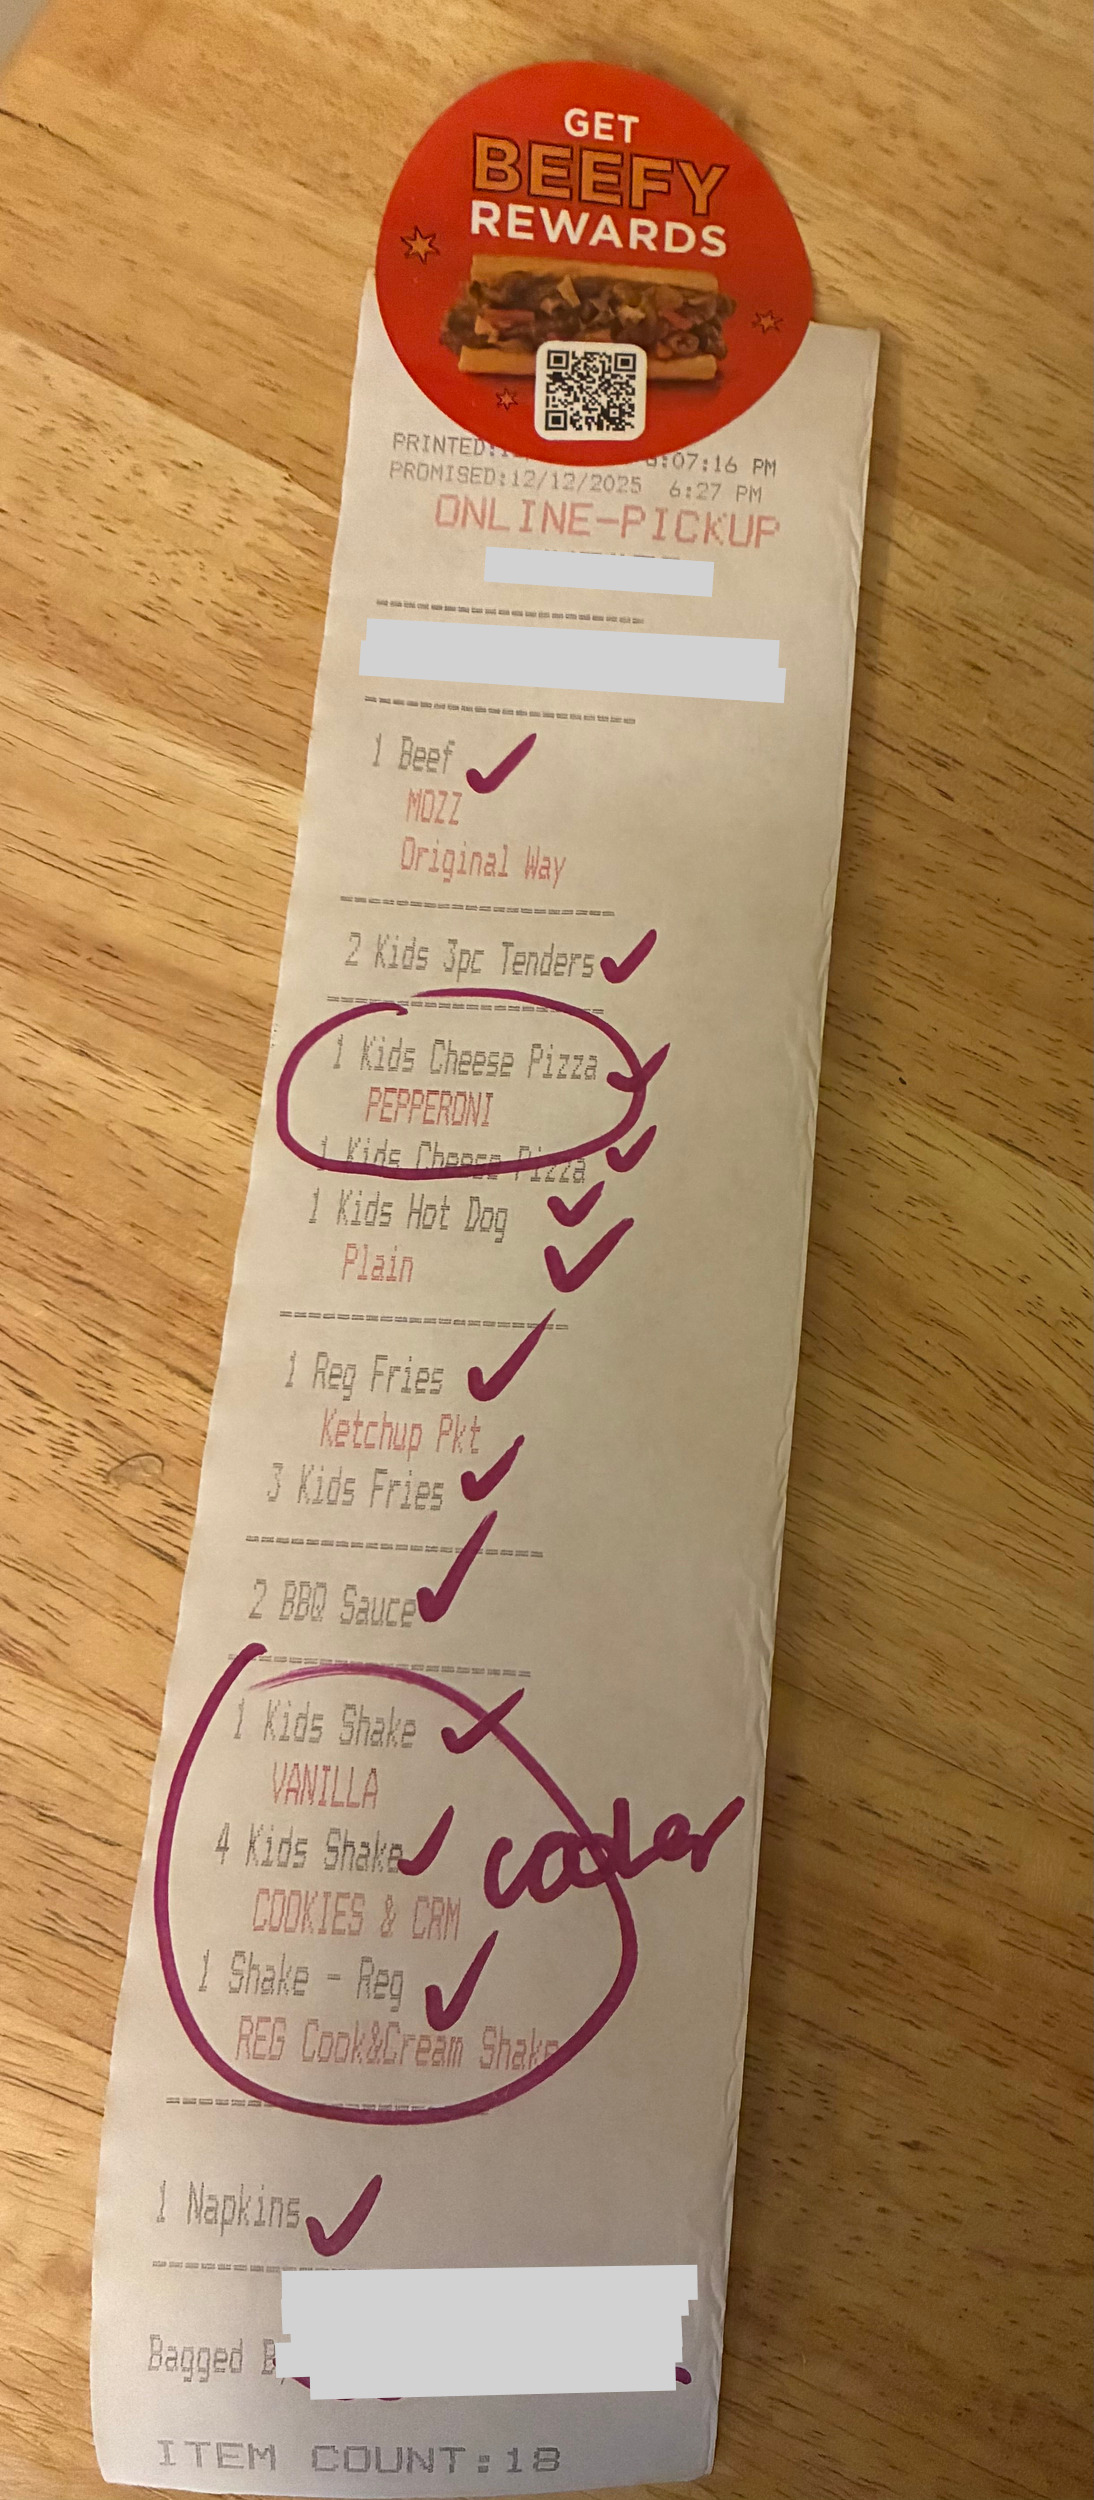 GET
BEEFY
REWARDS
PRINTED: :07:16 PM
PROMISED:12/12/2025 6:27 PM
ONLINE-PICKUP
1 Beef
MOZZ
Original Way
2 Kids 3pc Tenders
1 Kids Cheese Pizza
PEPPERONI
1 Kids Cheese Pizza
1 Kids Hot Dog
Plain
1 Reg Fries
Ketchup Pkt
3 Kids Fries
2 BBQ Sauce
1 Kids Shake
VANILLA
4 Kids Shake
cooler
COOKIES & CRM
1 Shake - Reg
REG Cook&Cream Shake
1 Napkins
Bagged
ITEM COUNT:18